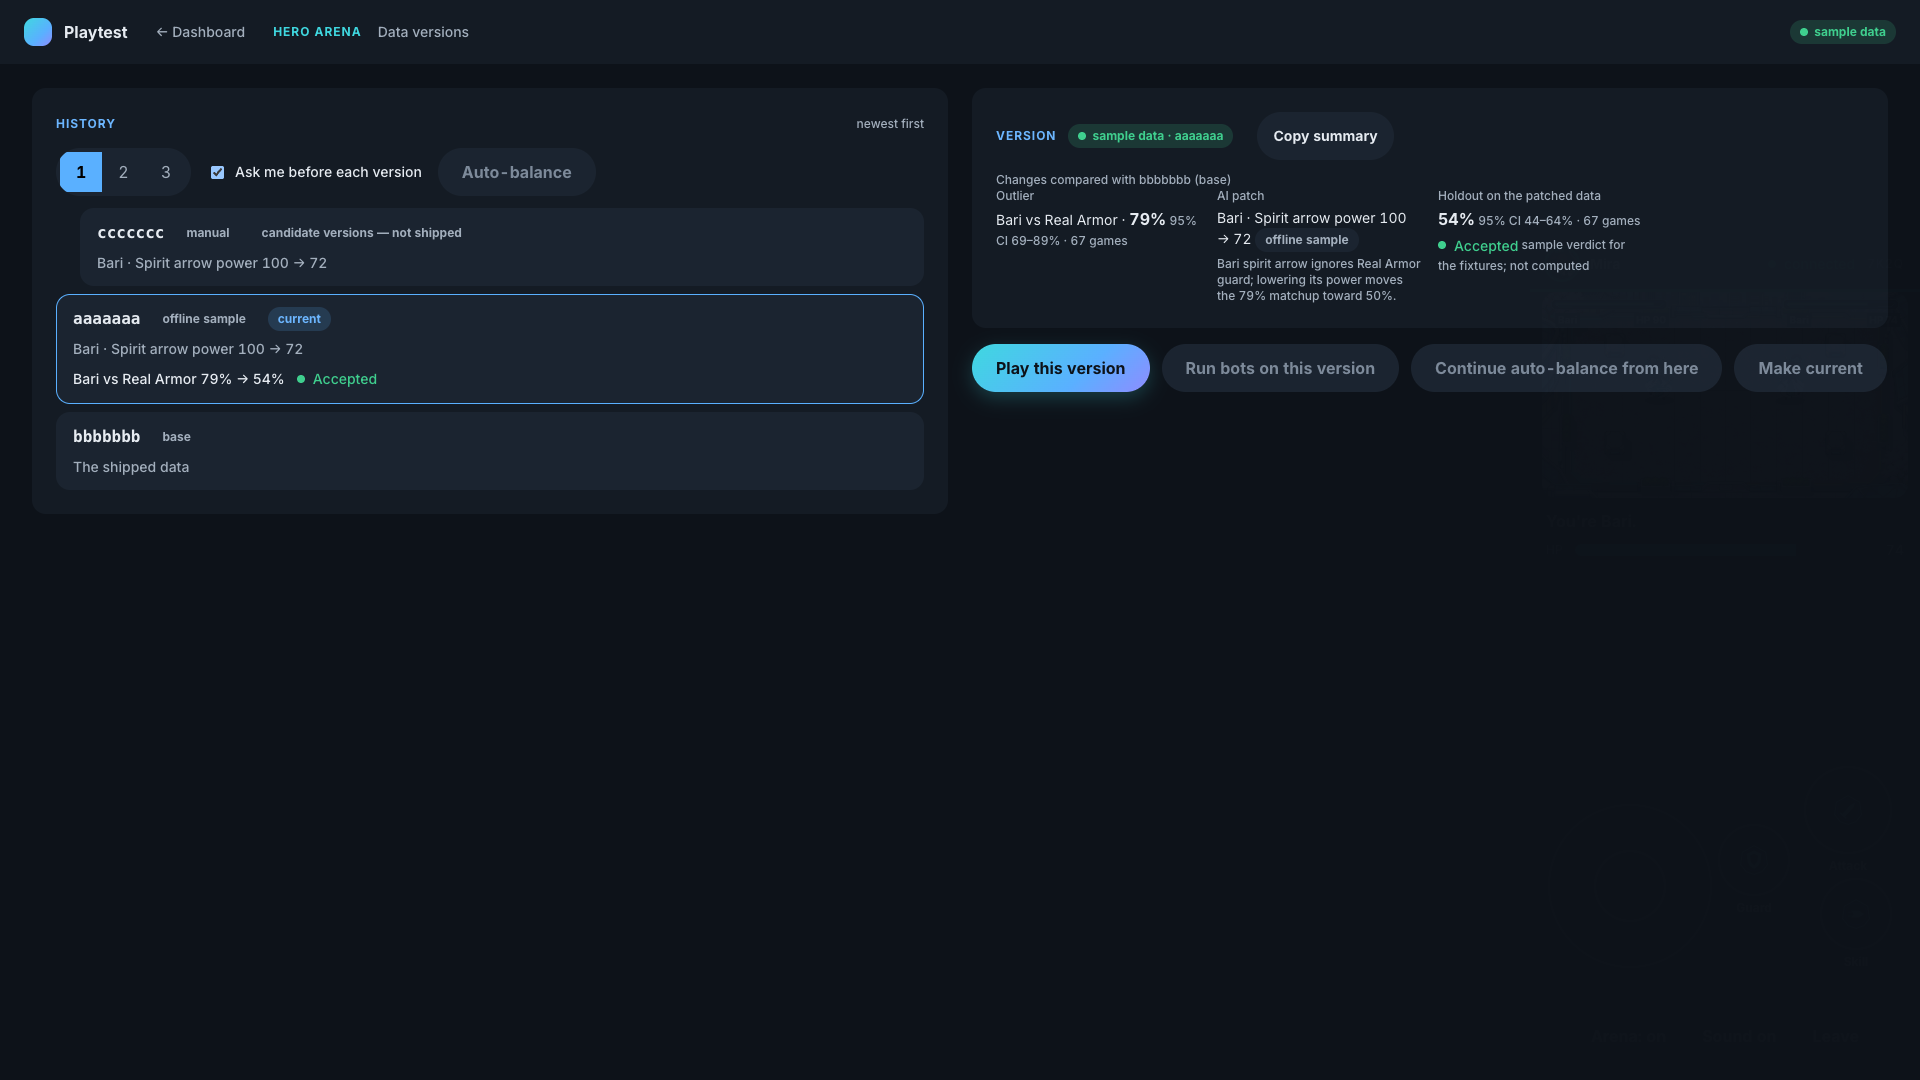 Playtest
← Dashboard
HERO ARENA
Data versions
sample data
HISTORY
newest first
1 2 3
Ask me before each version
Auto-balance
ccccccc manual candidate versions — not shipped
Bari · Spirit arrow power 100 → 72
aaaaaaa offline sample current
Bari · Spirit arrow power 100 → 72
Bari vs Real Armor 79% → 54% Accepted
bbbbbbb base
The shipped data
VERSION
sample data · aaaaaaa
Copy summary
Changes compared with bbbbbbb (base)
Outlier
Bari vs Real Armor · 79% 95%
CI 69–89% · 67 games
AI patch
Bari · Spirit arrow power 100
→ 72 offline sample
Bari spirit arrow ignores Real Armor
guard; lowering its power moves
the 79% matchup toward 50%.
Holdout on the patched data
54% 95% CI 44–64% · 67 games
Accepted sample verdict for
the fixtures; not computed
Play this version
Run bots on this version
Continue auto-balance from here
Make current